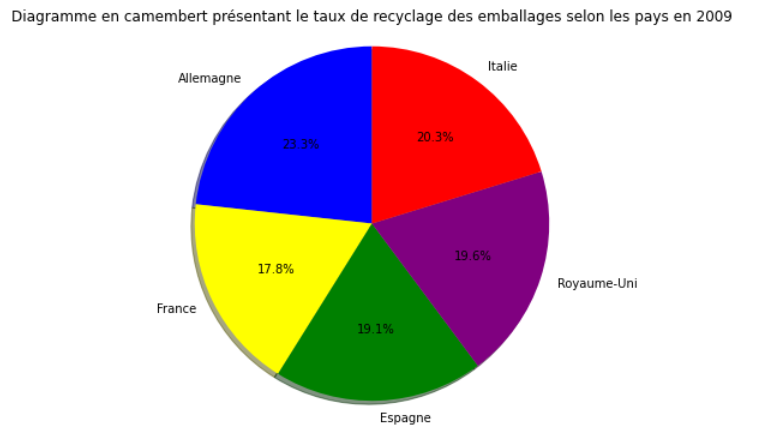 Diagramme en camembert présentant le taux de recyclage des emballages selon les pays en 2009
Italie
Allemagne
20.3%
23.3%
19.6%
17.8%
Royaume-Uni
France
19.1%
Espagne